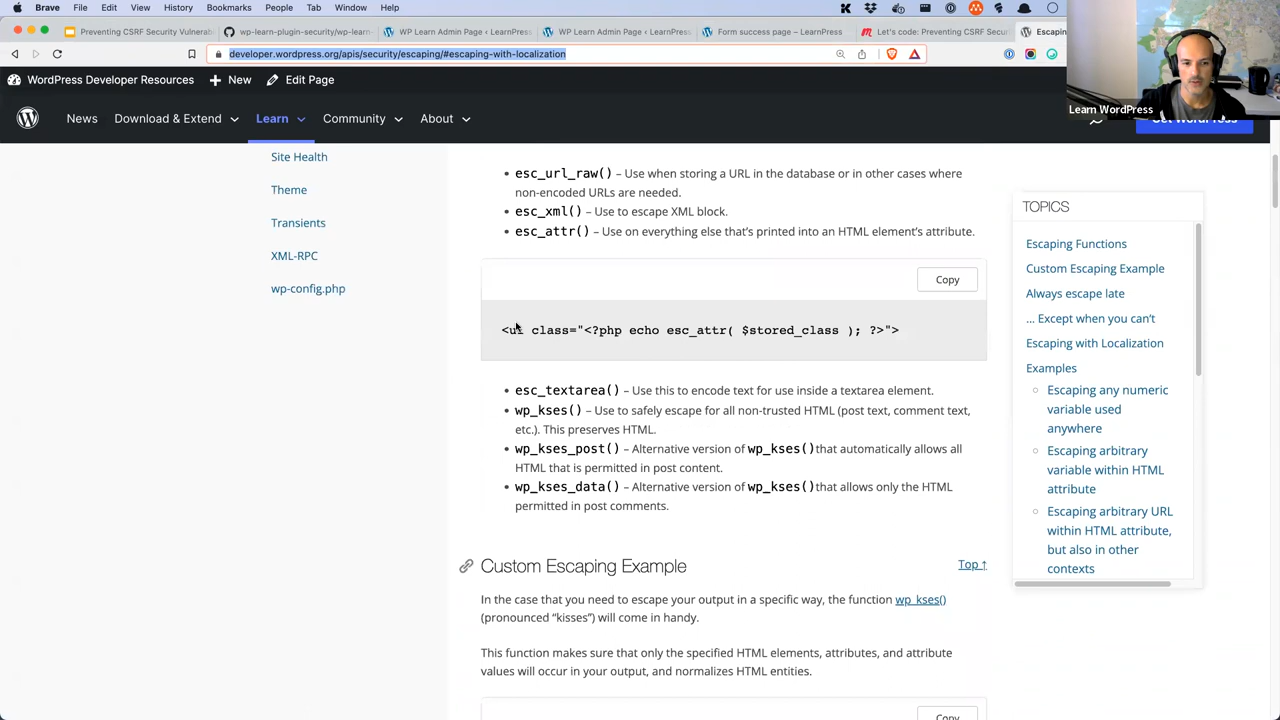 Brave File Edit View History Bookmarks People Tab Window Help
Preventing CSRF Security Vulnerab
wp-learn-plugin-security/wp-learn-
WP Learn Admin Page ‹ LearnPress
WP Learn Admin Page ‹ LearnPress
Form success page – LearnPress
Let's code: Preventing CSRF Secu
Escapin
developer.wordpress.org/apis/security/escaping/#escaping-with-localization
WordPress Developer Resources New Edit Page
Learn WordPress
News Download & Extend Learn Community About
Get WordPress
Site Health
Theme
Transients
XML-RPC
wp-config.php
esc_url_raw() – Use when storing a URL in the database or in other cases where
non-encoded URLs are needed.
esc_xml() – Use to escape XML block.
esc_attr() – Use on everything else that's printed into an HTML element's attribute.
Copy
<ul class="<?php echo esc_attr( $stored_class ); ?>">
esc_textarea() – Use this to encode text for use inside a textarea element.
wp_kses() – Use to safely escape for all non-trusted HTML (post text, comment text,
etc.). This preserves HTML.
wp_kses_post() – Alternative version of wp_kses()that automatically allows all
HTML that is permitted in post content.
wp_kses_data() – Alternative version of wp_kses()that allows only the HTML
permitted in post comments.
Custom Escaping Example
Top ↑
In the case that you need to escape your output in a specific way, the function wp_kses()
(pronounced “kisses”) will come in handy.
This function makes sure that only the specified HTML elements, attributes, and attribute
values will occur in your output, and normalizes HTML entities.
Copy
TOPICS
Escaping Functions
Custom Escaping Example
Always escape late
… Except when you can't
Escaping with Localization
Examples
Escaping any numeric
variable used
anywhere
Escaping arbitrary
variable within HTML
attribute
Escaping arbitrary URL
within HTML attribute,
but also in other
contexts